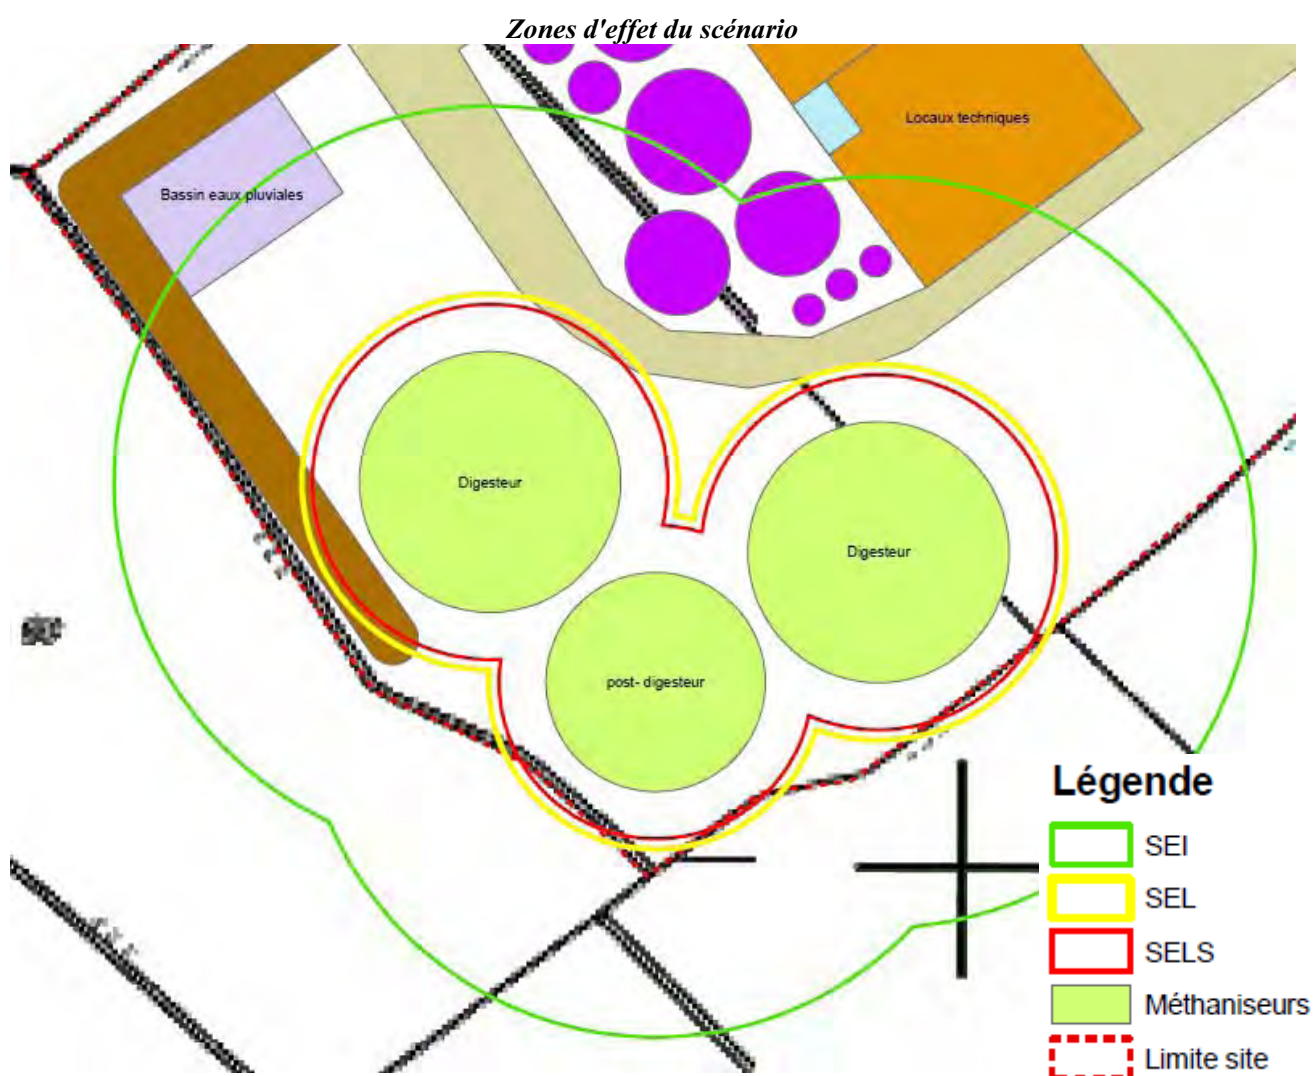 Zones d'effet du scénario
Locaux techniques
Bassin eaux pluviales
Digesteur
Digesteur
post- digesteur
Légende
SEI
SEL
SELS
Méthaniseurs
Limite site